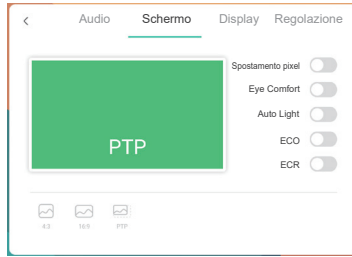 Audio Schermo Display Regolazione
Spostamento pixel
Eye Comfort
Auto Light
PTP
ECO
ECR
4:3 16:9 PTP